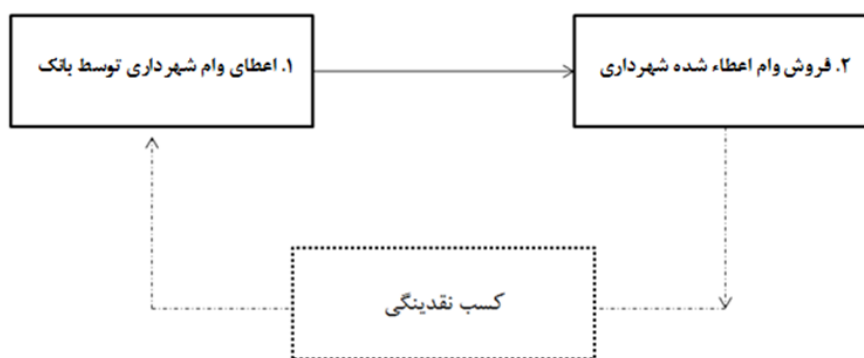 ۱. اعطای وام شهرداری توسط بانک
۲. فروش وام اعطاء شده شهرداری
کسب نقدینگی